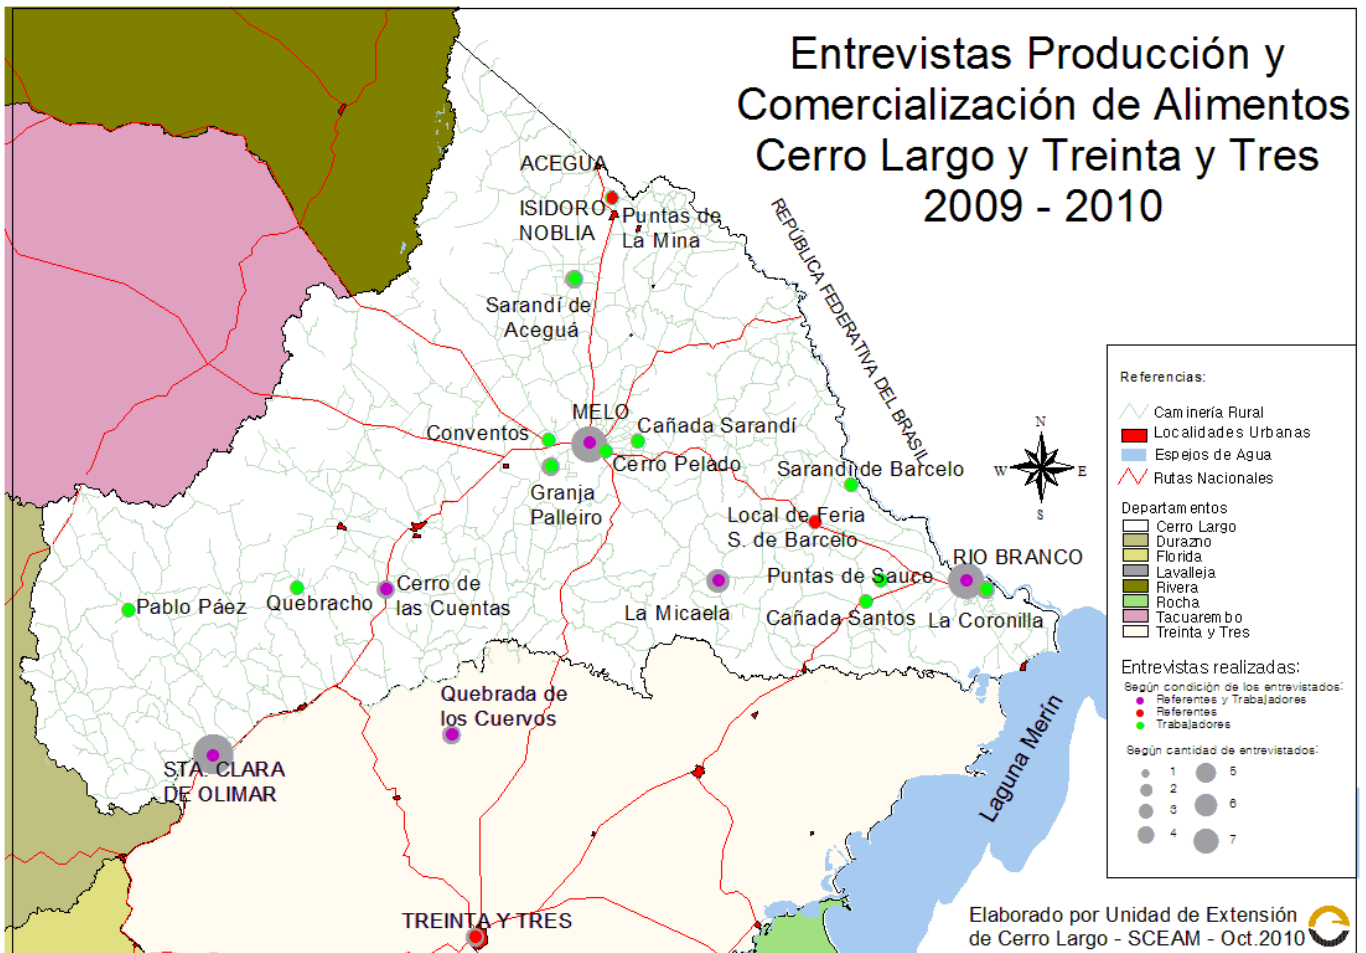 Entrevistas Producción y
Comercialización de Alimentos
Cerro Largo y Treinta y Tres
2009 - 2010
ACEGUA
ISIDORO
NOBLIA
Puntas de
La Mina
REPÚBLICA FEDERATIVA DEL BRASIL
Sarandí de
Aceguá
MELO
Conventos
Cañada Sarandí
Cerro Pelado
Sarandi de Barcelo
Granja
Palleiro
Local de Feria
S. de Barcelo
RIO BRANCO
Cerro de
las Cuentas
Quebracho
Pablo Páez
La Micaela
Puntas de Sauce
Cañada Santos
La Coronilla
Quebrada de
los Cuervos
STA. CLARA
DE OLIMAR
Laguna Merín
TREINTA Y TRES
N
W
E
S
Referencias:
Caminería Rural
Localidades Urbanas
Espejos de Agua
Rutas Nacionales
Departamentos
Cerro Largo
Durazno
Florida
Lavalleja
Rivera
Rocha
Tacuarembo
Treinta y Tres
Entrevistas realizadas:
Según condición de los entrevistados:
Referentes y Trabajadores
Referentes
Trabajadores
Según cantidad de entrevistados:
1
2
3
4
5
6
7
Elaborado por Unidad de Extensión
de Cerro Largo - SCEAM - Oct.2010